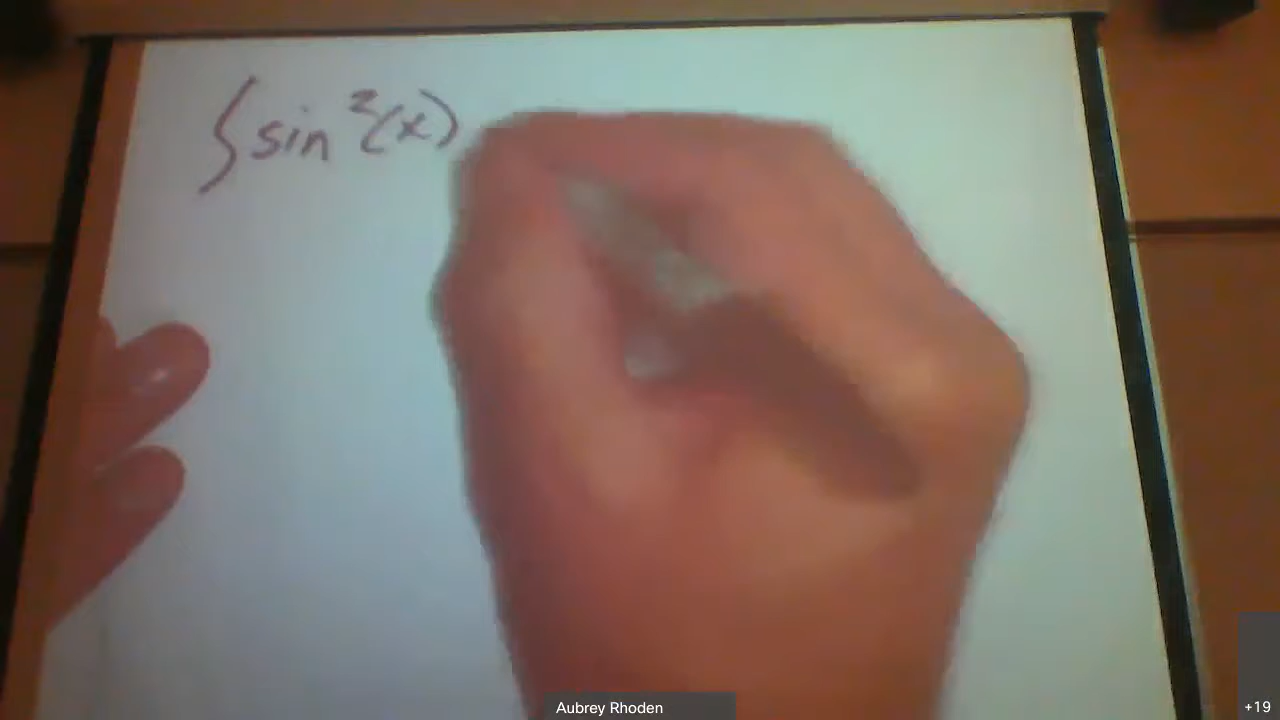 ∫sin²(x)
Aubrey Rhoden
+19